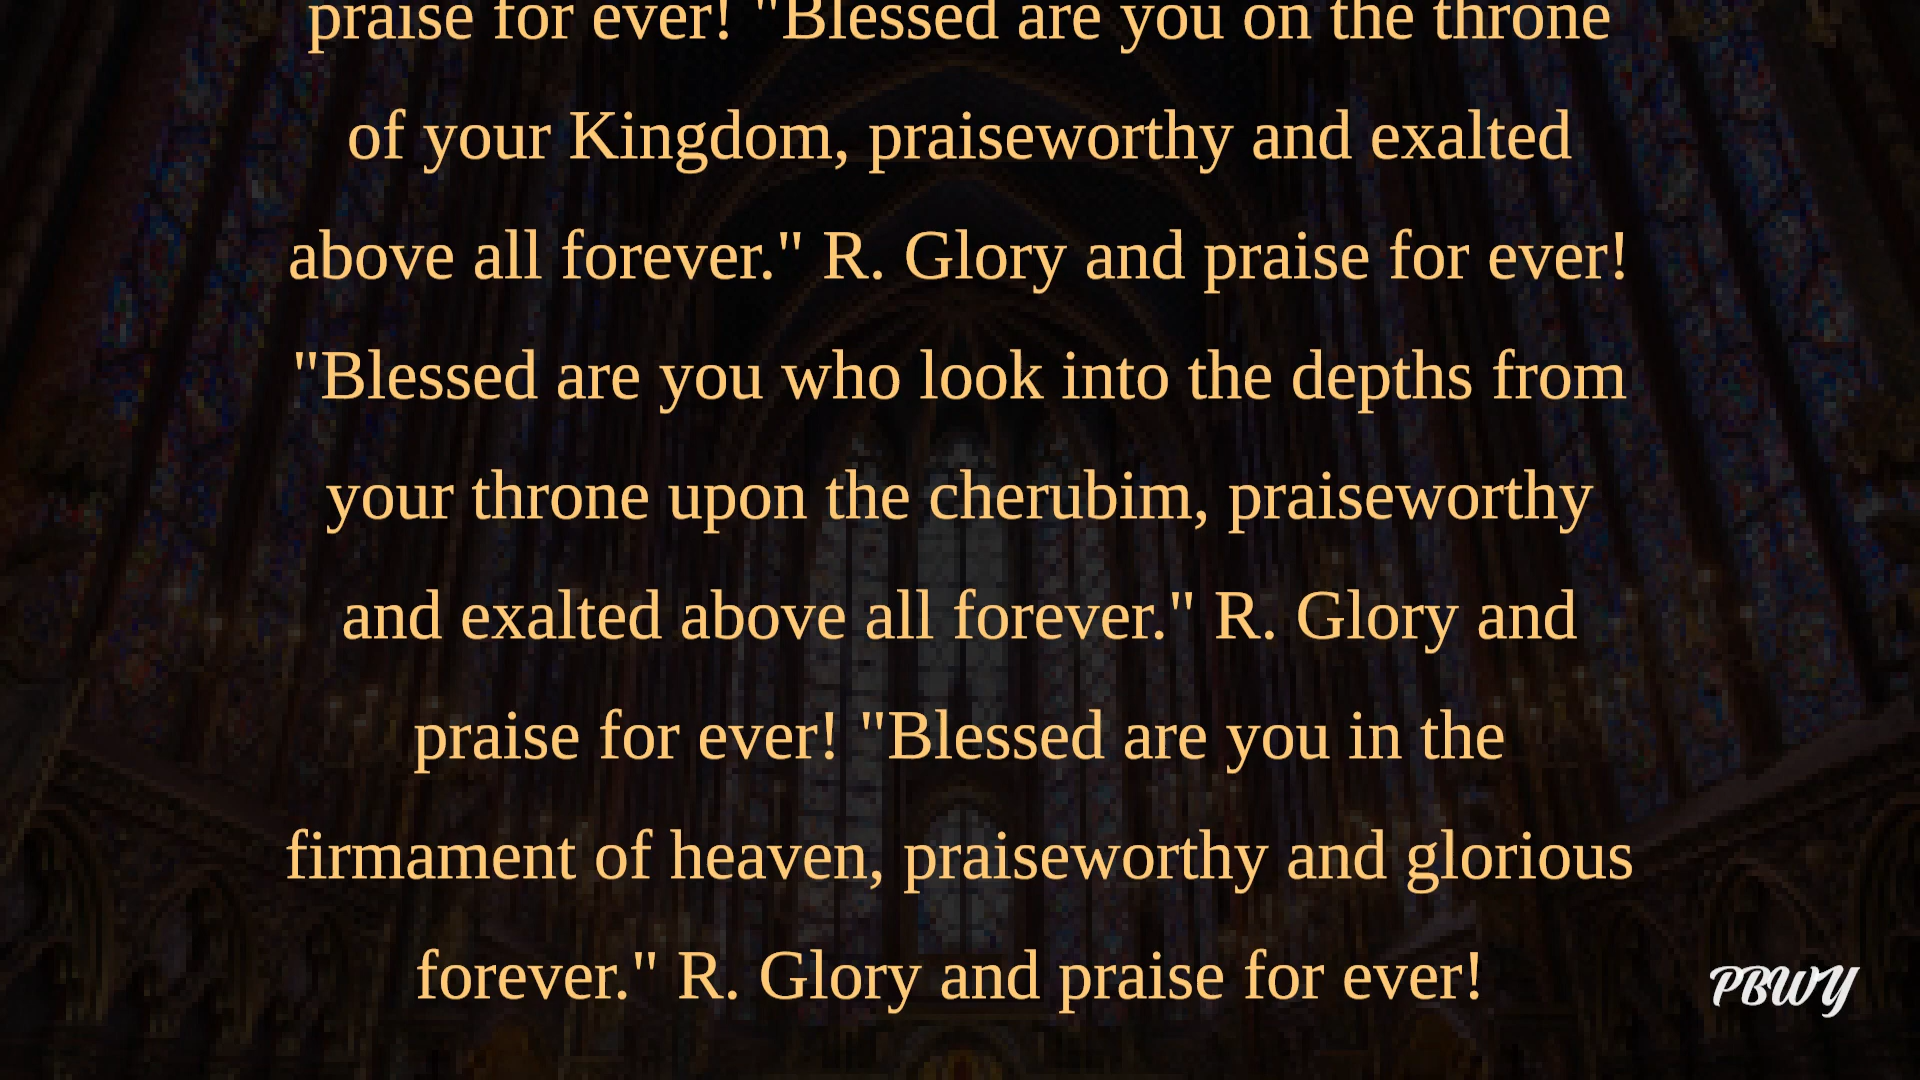 praise for ever! "Blessed are you on the throne
of your Kingdom, praiseworthy and exalted
above all forever." R. Glory and praise for ever!
"Blessed are you who look into the depths from
your throne upon the cherubim, praiseworthy
and exalted above all forever." R. Glory and
praise for ever! "Blessed are you in the
firmament of heaven, praiseworthy and glorious
forever." R. Glory and praise for ever!
PBWY